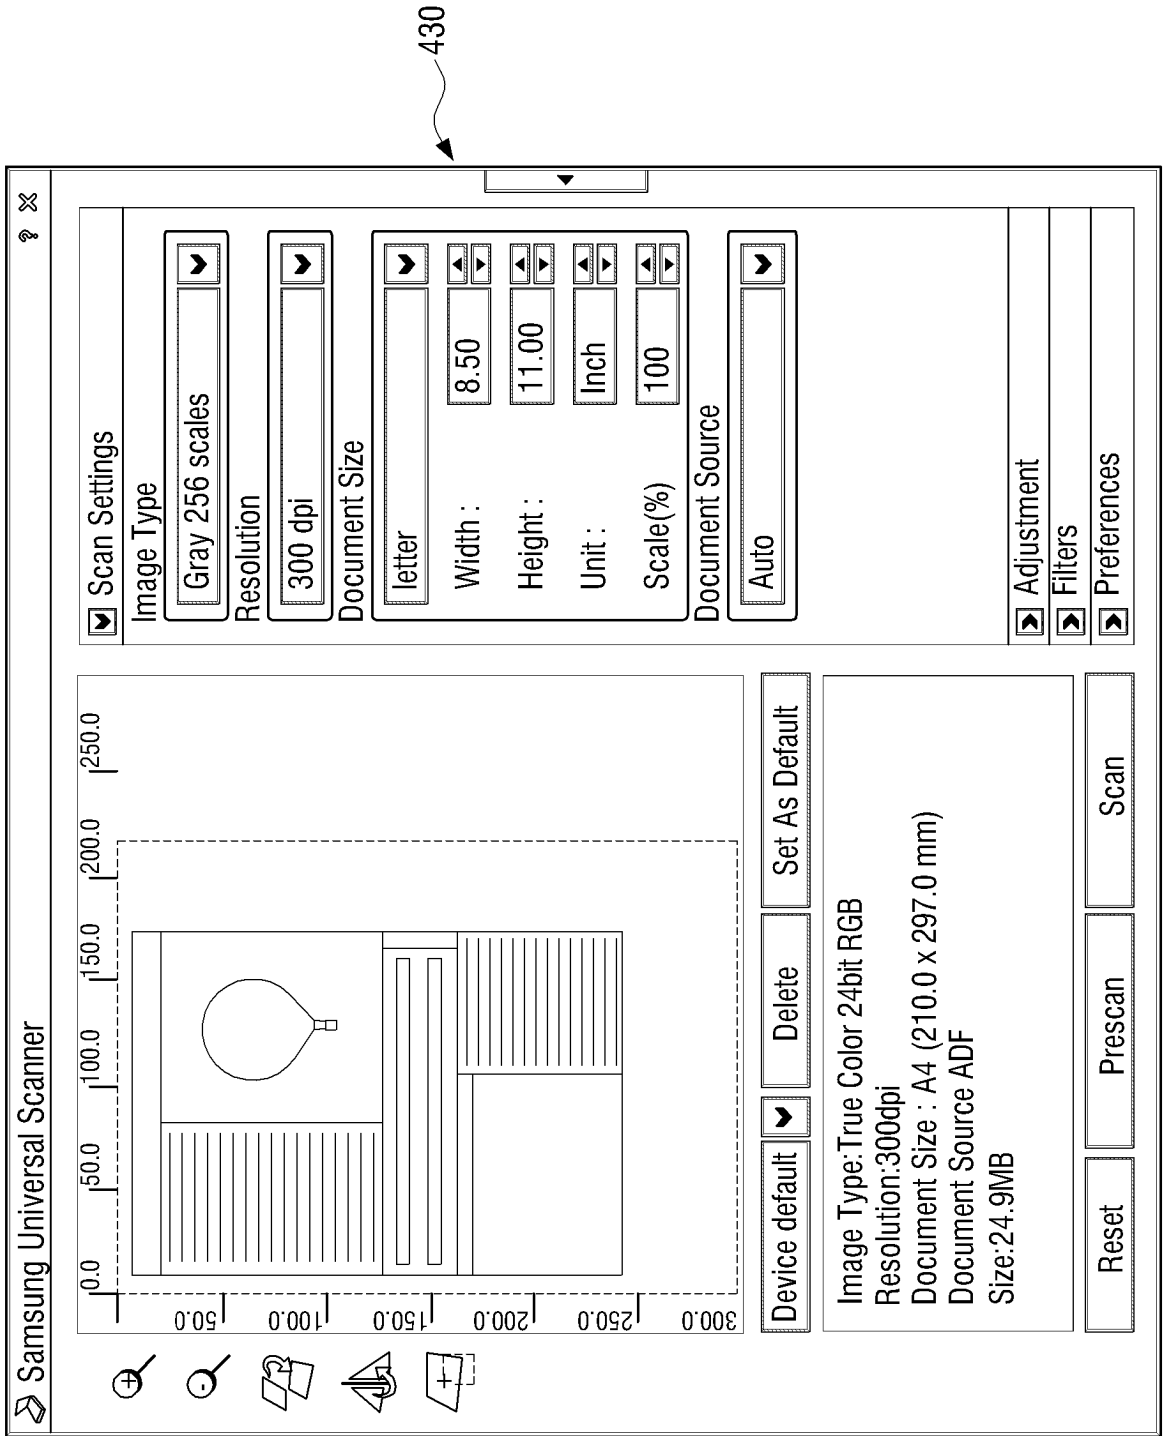 430
Samsung Universal Scanner ? X
0.0 50.0 100.0 150.0 200.0 250.0
50.0
100.0
150.0
200.0
250.0
300.0
Device default Delete Set As Default
Image Type:True Color 24bit RGB
Resolution:300dpi
Document Size : A4 (210.0 x 297.0 mm)
Document Source ADF
Size:24.9MB
Reset Prescan Scan
Scan Settings
Image Type
Gray 256 scales
Resolution
300 dpi
Document Size
letter
Width : 8.50
Height : 11.00
Unit : Inch
Scale(%) 100
Document Source
Auto
Adjustment
Filters
Preferences